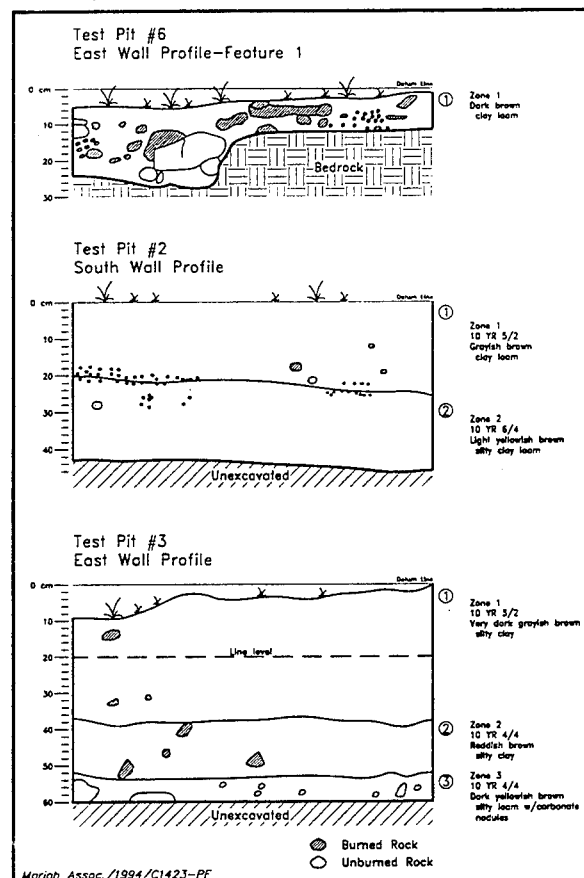 Test Pit #6
East Wall Profile-Feature 1
0 cm
10
20
30
Datum Line
Bedrock
①
Zone 1
Dark brown
clay loam
Test Pit #2
South Wall Profile
0 cm
10
20
30
40
Datum Line
Unexcavated
①
Zone 1
10 YR 5/2
Grayish brown
clay loam
②
Zone 2
10 YR 6/4
Light yellowish brown
silty clay loam
Test Pit #3
East Wall Profile
0 cm
10
20
30
40
50
60
Datum Line
Line level
Unexcavated
①
Zone 1
10 YR 3/2
Very dark grayish brown
silty clay
②
Zone 2
10 YR 4/4
Reddish brown
silty clay
③
Zone 3
10 YR 4/4
Dark yellowish brown
silty loam w/carbonate
nodules
Burned Rock
Unburned Rock
Mariah Assoc./1994/C1423-PF